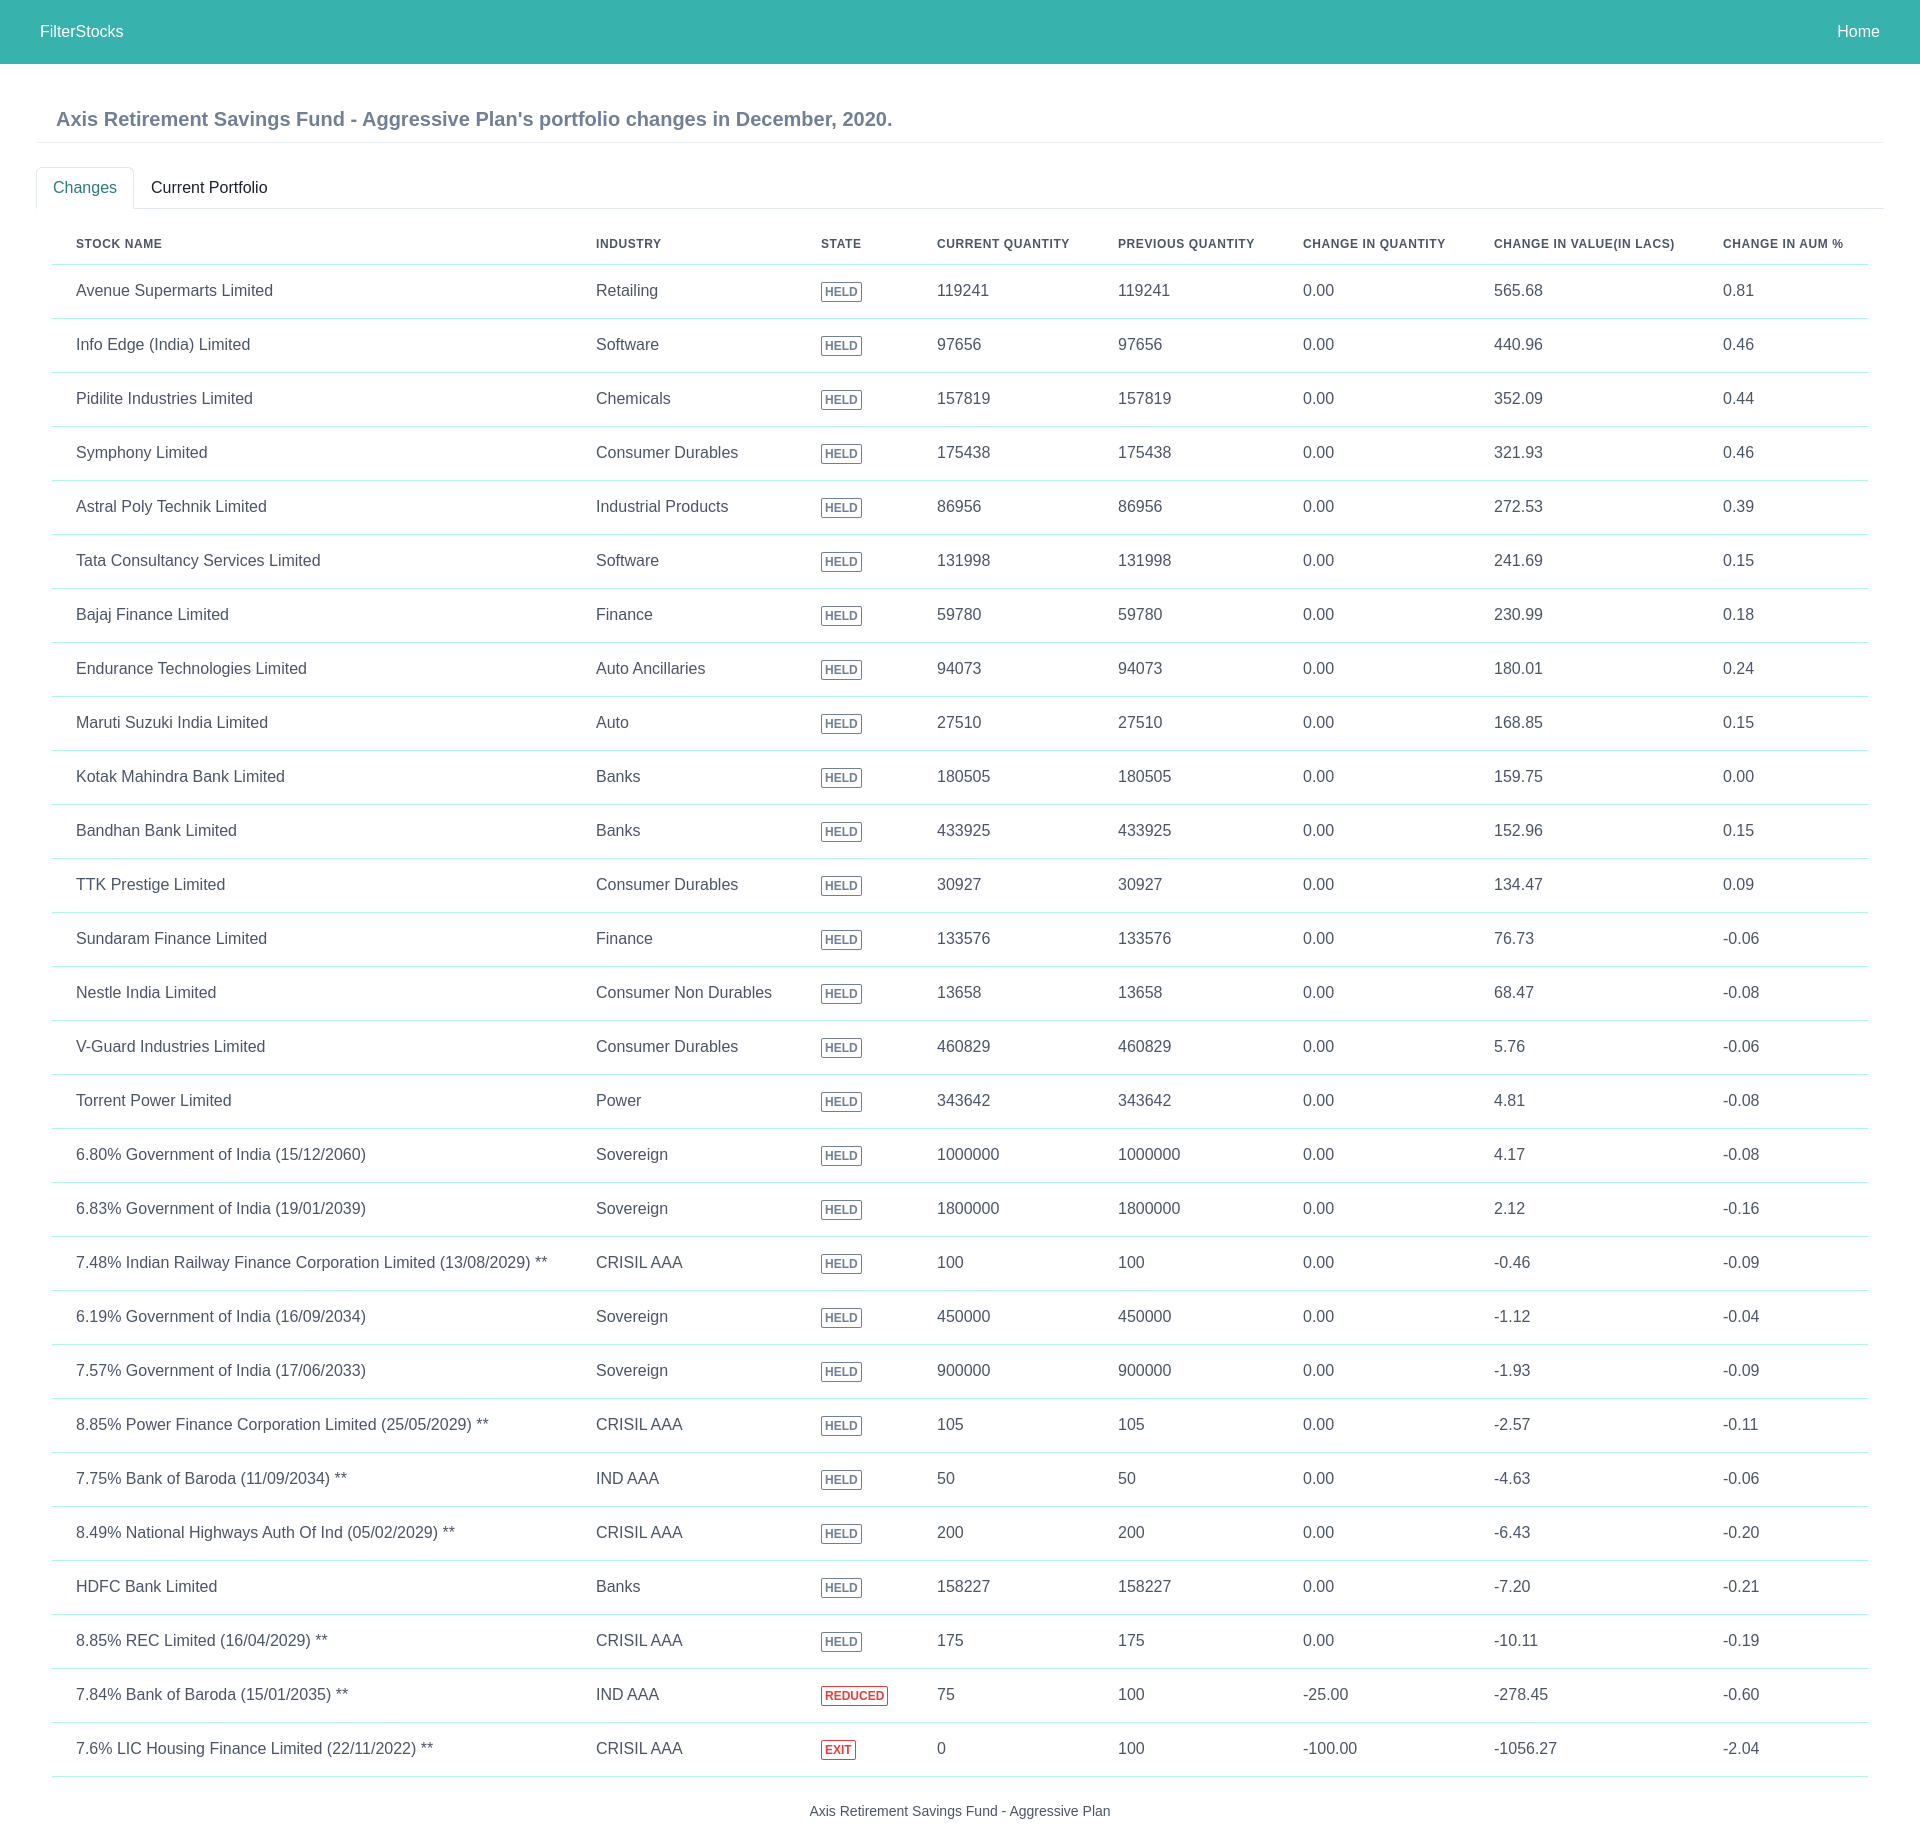 FilterStocks Home
Axis Retirement Savings Fund - Aggressive Plan's portfolio changes in December, 2020.
Changes Current Portfolio
STOCK NAME INDUSTRY STATE CURRENT QUANTITY PREVIOUS QUANTITY CHANGE IN QUANTITY CHANGE IN VALUE(IN LACS) CHANGE IN AUM %
Avenue Supermarts Limited Retailing HELD 119241 119241 0.00 565.68 0.81
Info Edge (India) Limited Software HELD 97656 97656 0.00 440.96 0.46
Pidilite Industries Limited Chemicals HELD 157819 157819 0.00 352.09 0.44
Symphony Limited Consumer Durables HELD 175438 175438 0.00 321.93 0.46
Astral Poly Technik Limited Industrial Products HELD 86956 86956 0.00 272.53 0.39
Tata Consultancy Services Limited Software HELD 131998 131998 0.00 241.69 0.15
Bajaj Finance Limited Finance HELD 59780 59780 0.00 230.99 0.18
Endurance Technologies Limited Auto Ancillaries HELD 94073 94073 0.00 180.01 0.24
Maruti Suzuki India Limited Auto HELD 27510 27510 0.00 168.85 0.15
Kotak Mahindra Bank Limited Banks HELD 180505 180505 0.00 159.75 0.00
Bandhan Bank Limited Banks HELD 433925 433925 0.00 152.96 0.15
TTK Prestige Limited Consumer Durables HELD 30927 30927 0.00 134.47 0.09
Sundaram Finance Limited Finance HELD 133576 133576 0.00 76.73 -0.06
Nestle India Limited Consumer Non Durables HELD 13658 13658 0.00 68.47 -0.08
V-Guard Industries Limited Consumer Durables HELD 460829 460829 0.00 5.76 -0.06
Torrent Power Limited Power HELD 343642 343642 0.00 4.81 -0.08
6.80% Government of India (15/12/2060) Sovereign HELD 1000000 1000000 0.00 4.17 -0.08
6.83% Government of India (19/01/2039) Sovereign HELD 1800000 1800000 0.00 2.12 -0.16
7.48% Indian Railway Finance Corporation Limited (13/08/2029) ** CRISIL AAA HELD 100 100 0.00 -0.46 -0.09
6.19% Government of India (16/09/2034) Sovereign HELD 450000 450000 0.00 -1.12 -0.04
7.57% Government of India (17/06/2033) Sovereign HELD 900000 900000 0.00 -1.93 -0.09
8.85% Power Finance Corporation Limited (25/05/2029) ** CRISIL AAA HELD 105 105 0.00 -2.57 -0.11
7.75% Bank of Baroda (11/09/2034) ** IND AAA HELD 50 50 0.00 -4.63 -0.06
8.49% National Highways Auth Of Ind (05/02/2029) ** CRISIL AAA HELD 200 200 0.00 -6.43 -0.20
HDFC Bank Limited Banks HELD 158227 158227 0.00 -7.20 -0.21
8.85% REC Limited (16/04/2029) ** CRISIL AAA HELD 175 175 0.00 -10.11 -0.19
7.84% Bank of Baroda (15/01/2035) ** IND AAA REDUCED 75 100 -25.00 -278.45 -0.60
7.6% LIC Housing Finance Limited (22/11/2022) ** CRISIL AAA EXIT 0 100 -100.00 -1056.27 -2.04
Axis Retirement Savings Fund - Aggressive Plan